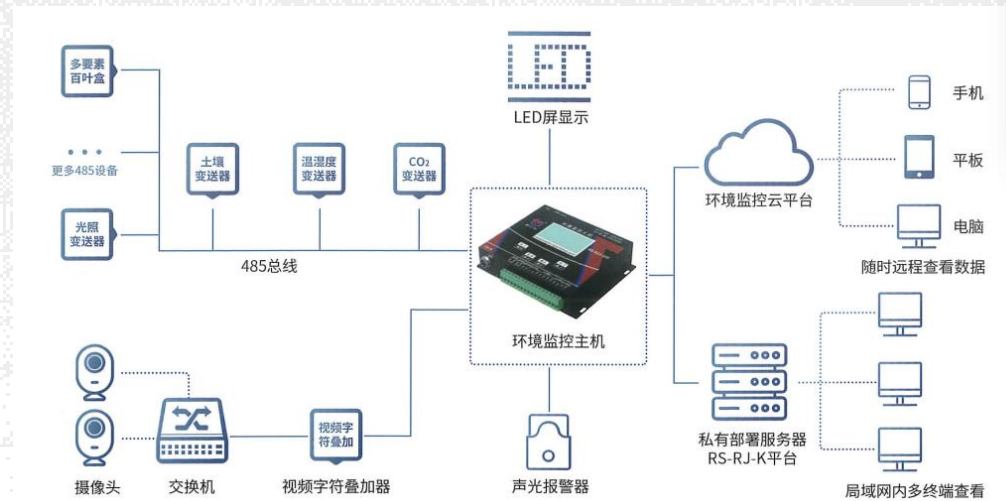 多要素
百叶盒
更多485设备
光照
变送器
土壤
变送器
温湿度
变送器
CO₂
变送器
485总线
LED
LED屏显示
环境监控主机
声光报警器
摄像头
交换机
视频字
符叠加
视频字符叠加器
环境监控云平台
手机
平板
电脑
随时远程查看数据
私有部署服务器
RS-RJ-K平台
局域网内多终端查看